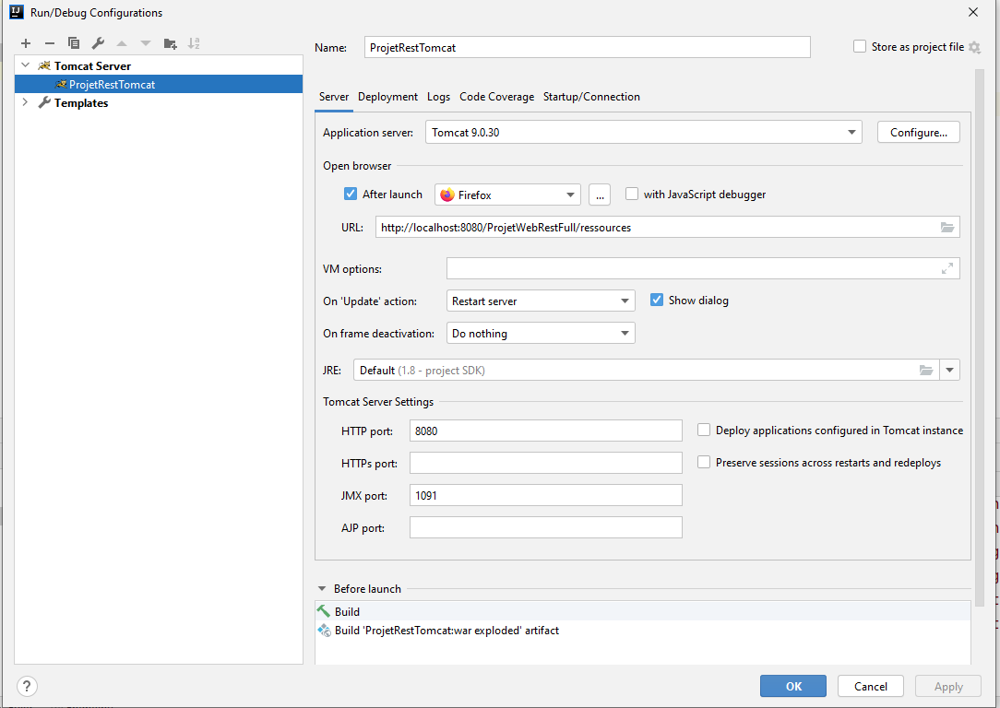 Run/Debug Configurations
Name: ProjetRestTomcat Store as project file
Tomcat Server
ProjetRestTomcat
Templates
Server Deployment Logs Code Coverage Startup/Connection
Application server: Tomcat 9.0.30 Configure...
Open browser
After launch Firefox ... with JavaScript debugger
URL: http://localhost:8080/ProjetWebRestFull/ressources
VM options:
On 'Update' action: Restart server Show dialog
On frame deactivation: Do nothing
JRE: Default (1.8 - project SDK)
Tomcat Server Settings
HTTP port: 8080 Deploy applications configured in Tomcat instance
HTTPs port: Preserve sessions across restarts and redeploys
JMX port: 1091
AJP port:
Before launch
Build
Build 'ProjetRestTomcat:war exploded' artifact
? OK Cancel Apply